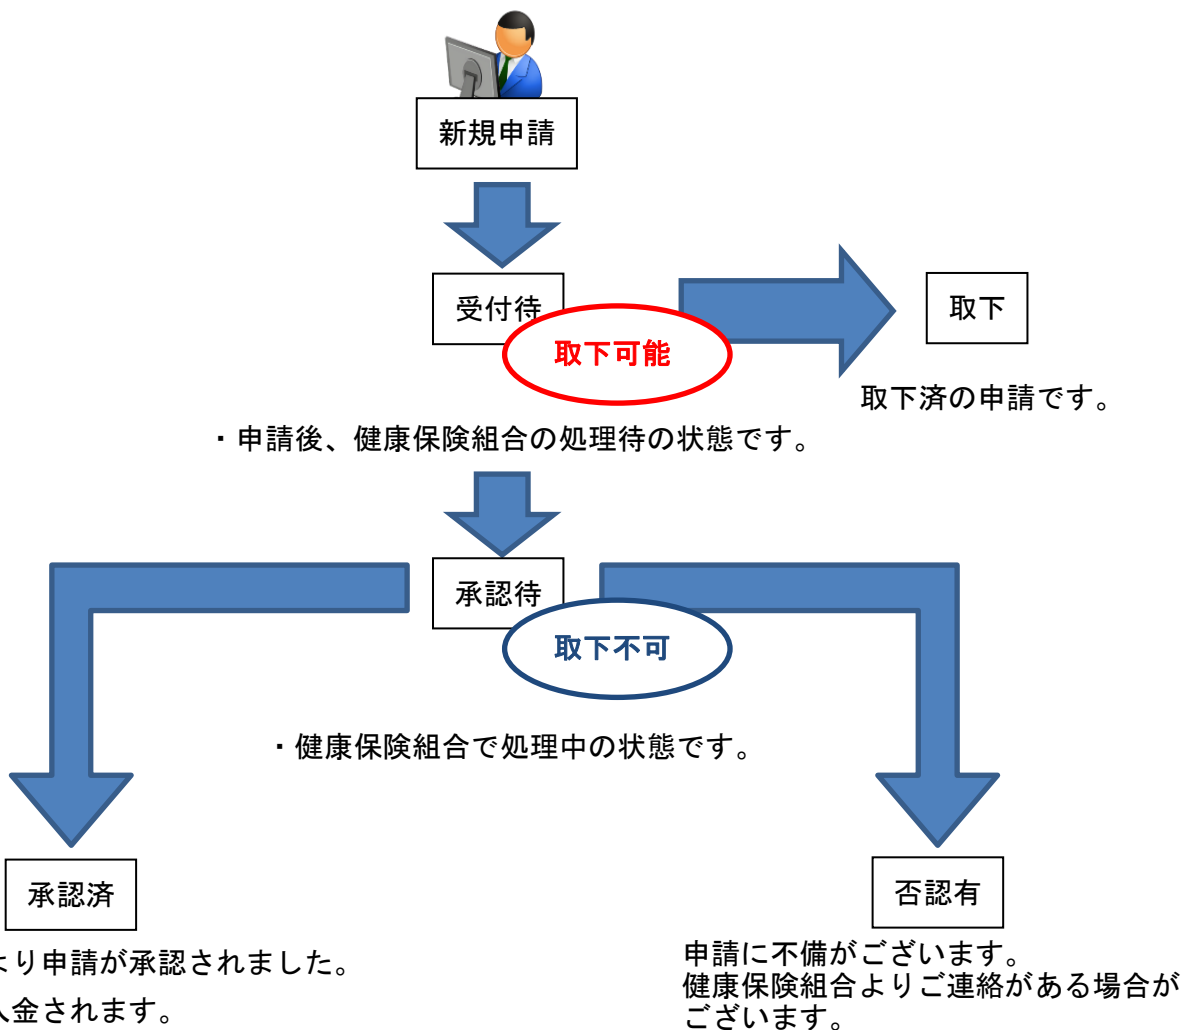 新規申請
受付待
取下可能
取下
取下済の申請です。
・申請後、健康保険組合の処理待の状態です。
承認待
取下不可
・健康保険組合で処理中の状態です。
承認済
より申請が承認されました。
入金されます。
否認有
申請に不備がございます。
健康保険組合よりご連絡がある場合が
ございます。